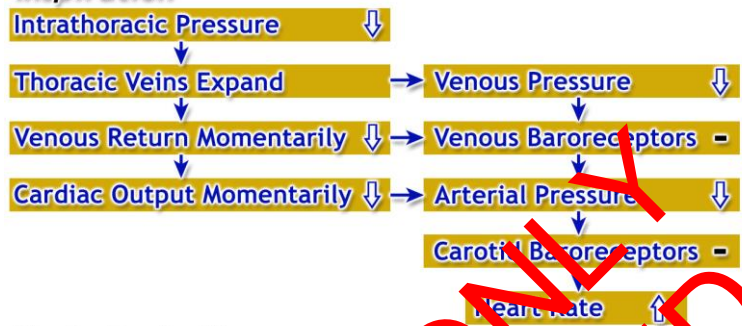 Intrathoracic Pressure ⇩
Thoracic Veins Expand
Venous Pressure ⇩
Venous Return Momentarily ⇩
Venous Baroreceptors -
Cardiac Output Momentarily ⇩
Arterial Pressure ⇩
Carotid Baroreceptors -
Heart Rate ⇧